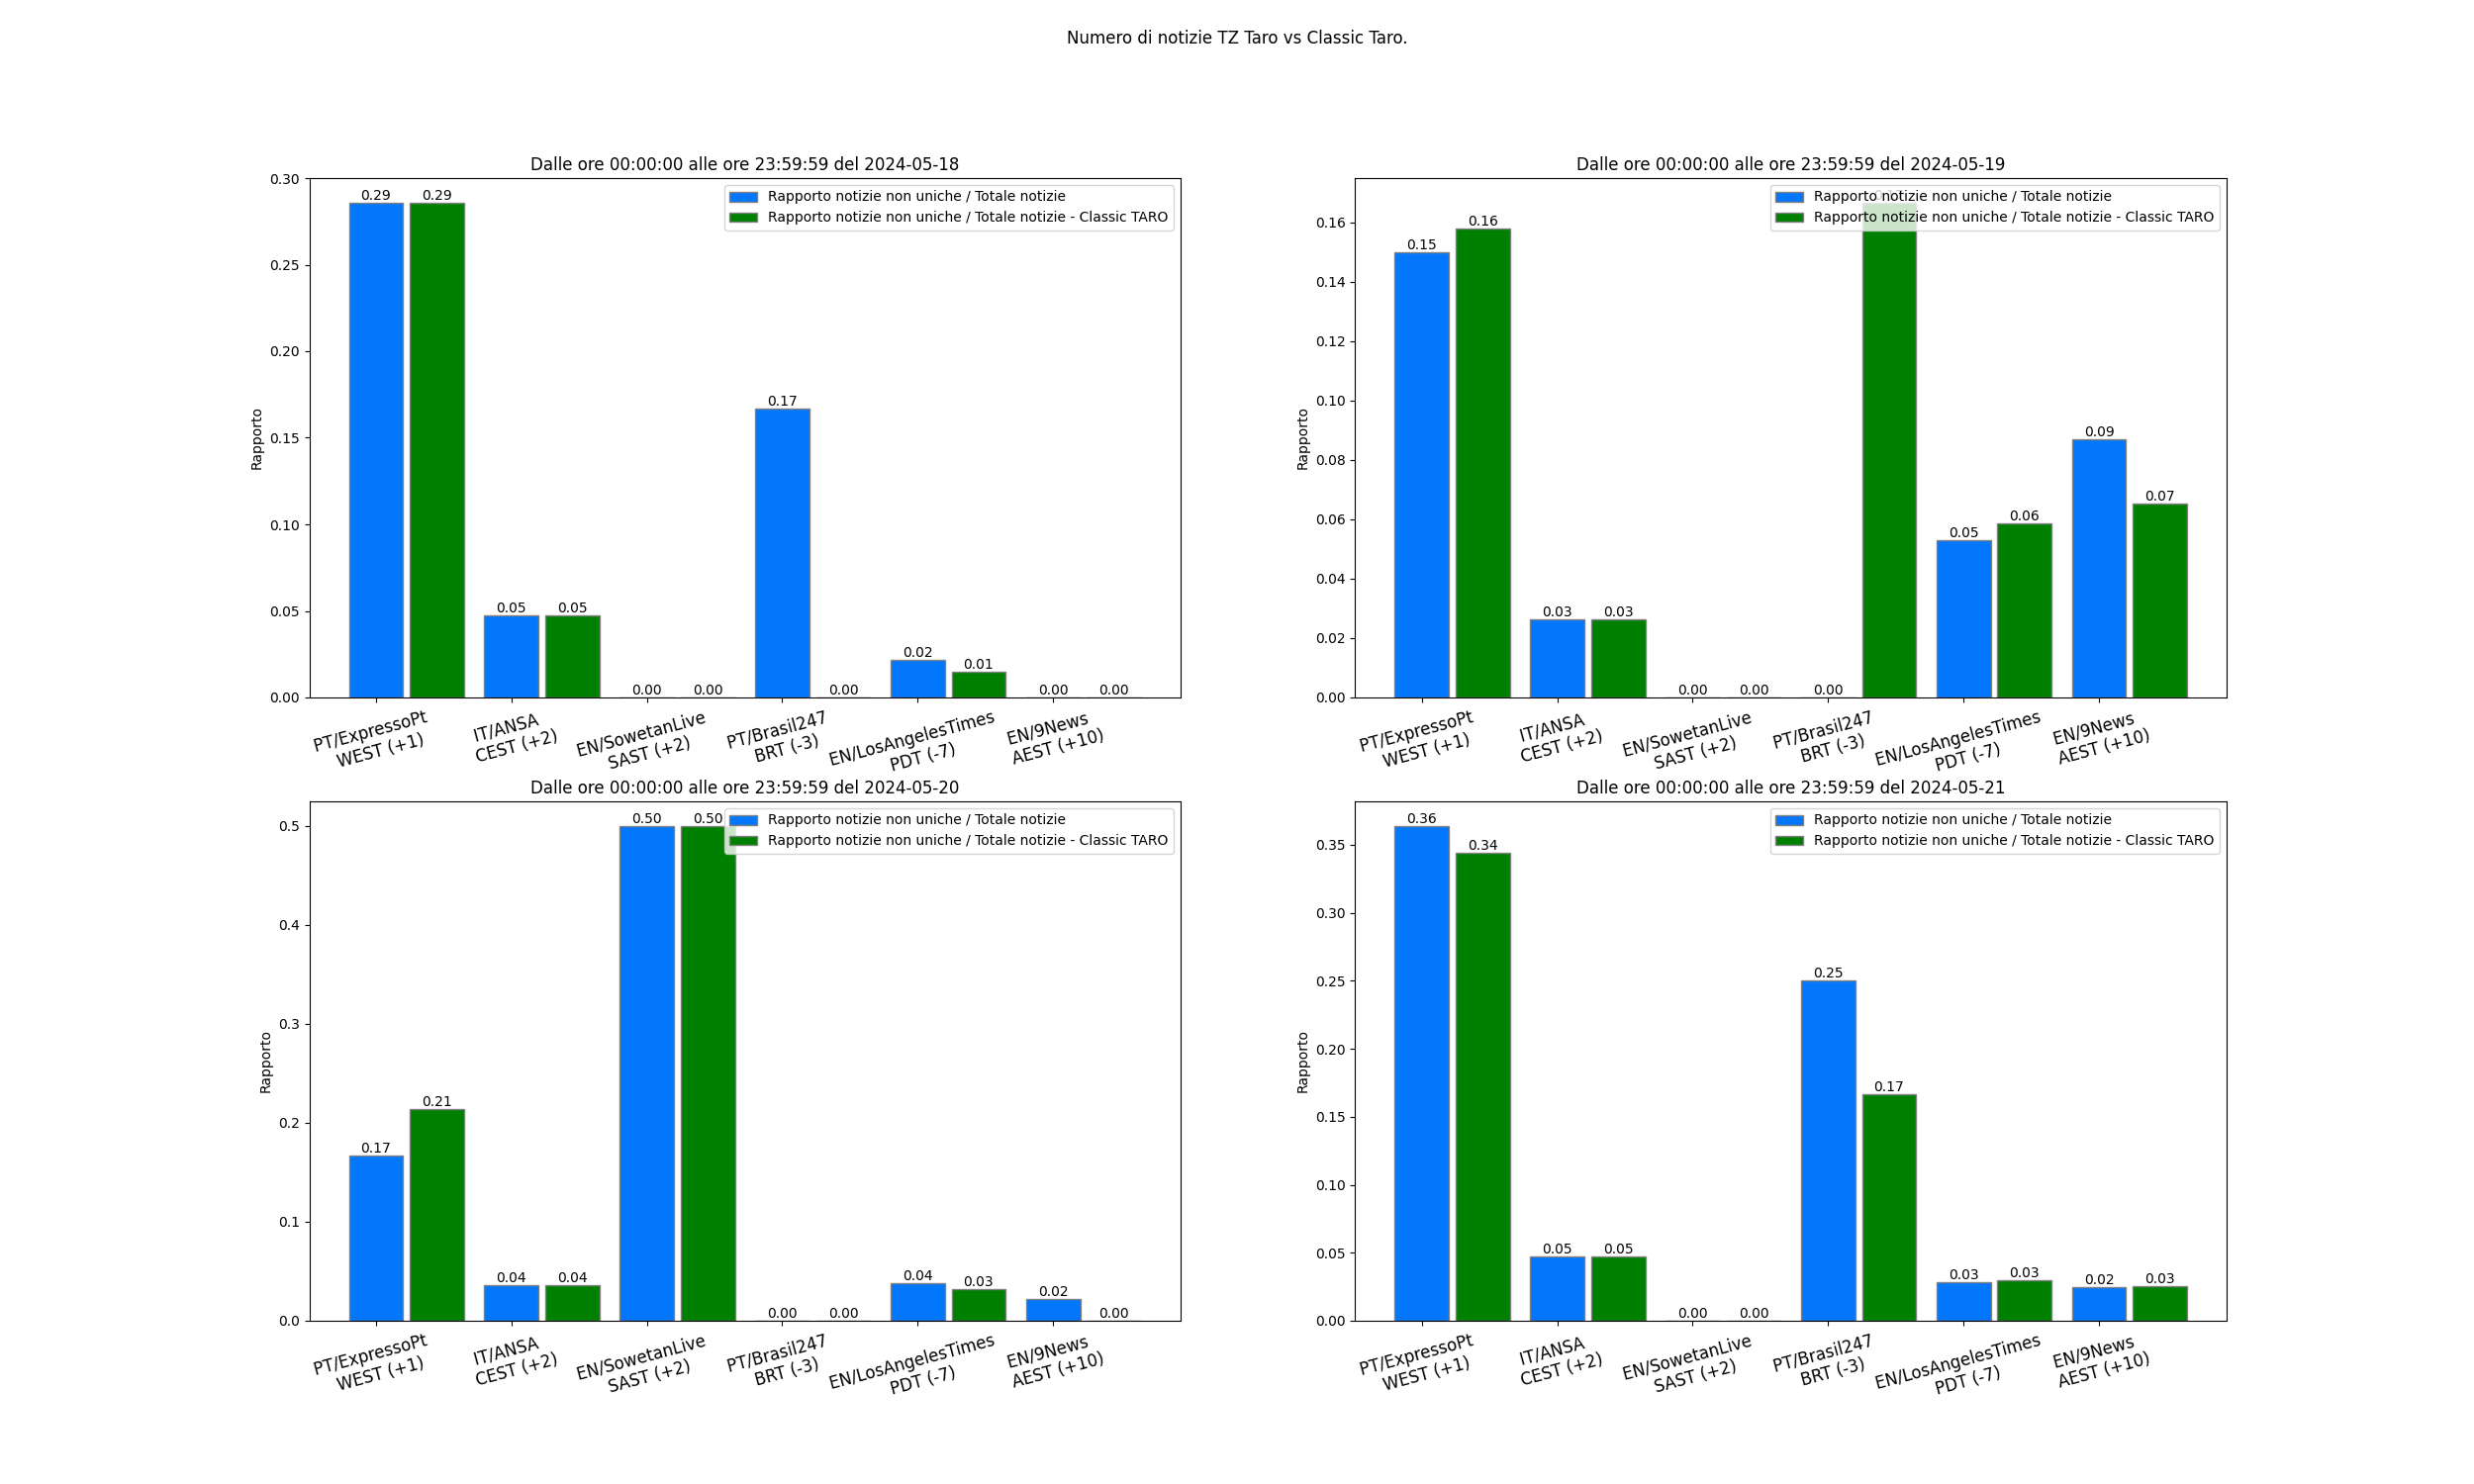 Numero di notizie TZ Taro vs Classic Taro.
Dalle ore 00:00:00 alle ore 23:59:59 del 2024-05-18
Rapporto notizie non uniche / Totale notizie
Rapporto notizie non uniche / Totale notizie - Classic TARO
Rapporto
0.30
0.25
0.20
0.15
0.10
0.05
0.00
0.29 0.29 0.05 0.05 0.00 0.00 0.17 0.00 0.02 0.01 0.00 0.00
PT/ExpressoPt
WEST (+1)
IT/ANSA
CEST (+2)
EN/SowetanLive
SAST (+2)
PT/Brasil247
BRT (-3)
EN/LosAngelesTimes
PDT (-7)
EN/9News
AEST (+10)
Dalle ore 00:00:00 alle ore 23:59:59 del 2024-05-19
Rapporto notizie non uniche / Totale notizie
Rapporto notizie non uniche / Totale notizie - Classic TARO
Rapporto
0.16
0.14
0.12
0.10
0.08
0.06
0.04
0.02
0.00
0.15 0.16 0.03 0.03 0.00 0.00 0.00 0.05 0.06 0.09 0.07
PT/ExpressoPt
WEST (+1)
IT/ANSA
CEST (+2)
EN/SowetanLive
SAST (+2)
PT/Brasil247
BRT (-3)
EN/LosAngelesTimes
PDT (-7)
EN/9News
AEST (+10)
Dalle ore 00:00:00 alle ore 23:59:59 del 2024-05-20
Rapporto notizie non uniche / Totale notizie
Rapporto notizie non uniche / Totale notizie - Classic TARO
Rapporto
0.5
0.4
0.3
0.2
0.1
0.0
0.17 0.21 0.04 0.04 0.50 0.50 0.00 0.00 0.04 0.03 0.02 0.00
PT/ExpressoPt
WEST (+1)
IT/ANSA
CEST (+2)
EN/SowetanLive
SAST (+2)
PT/Brasil247
BRT (-3)
EN/LosAngelesTimes
PDT (-7)
EN/9News
AEST (+10)
Dalle ore 00:00:00 alle ore 23:59:59 del 2024-05-21
Rapporto notizie non uniche / Totale notizie
Rapporto notizie non uniche / Totale notizie - Classic TARO
Rapporto
0.35
0.30
0.25
0.20
0.15
0.10
0.05
0.00
0.36 0.34 0.05 0.05 0.00 0.00 0.25 0.17 0.03 0.03 0.02 0.03
PT/ExpressoPt
WEST (+1)
IT/ANSA
CEST (+2)
EN/SowetanLive
SAST (+2)
PT/Brasil247
BRT (-3)
EN/LosAngelesTimes
PDT (-7)
EN/9News
AEST (+10)